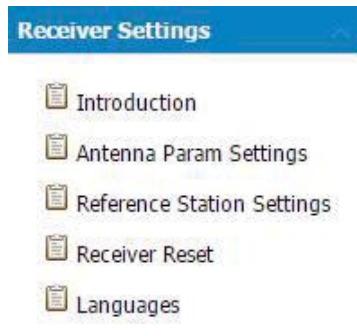 Receiver Settings
Introduction
Antenna Param Settings
Reference Station Settings
Receiver Reset
Languages